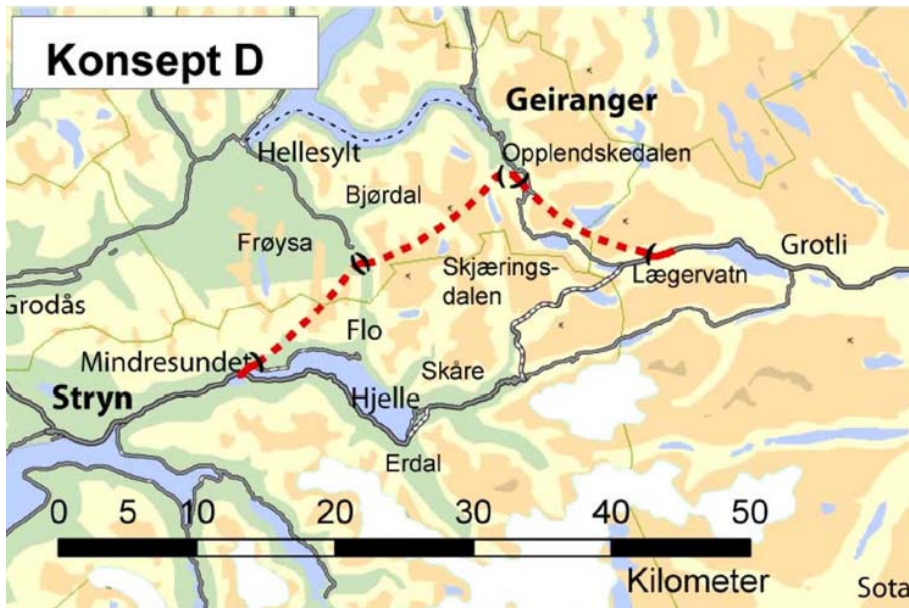 Konsept D
Geiranger
Hellesylt
Opplendskedalen
Bjørdal
Frøysa
Skjærings-
dalen
Grotli
Lægervatn
Grodås
Flo
Mindresundet
Skåre
Stryn
Hjelle
Erdal
0 5 10 20 30 40 50
Kilometer
Sota